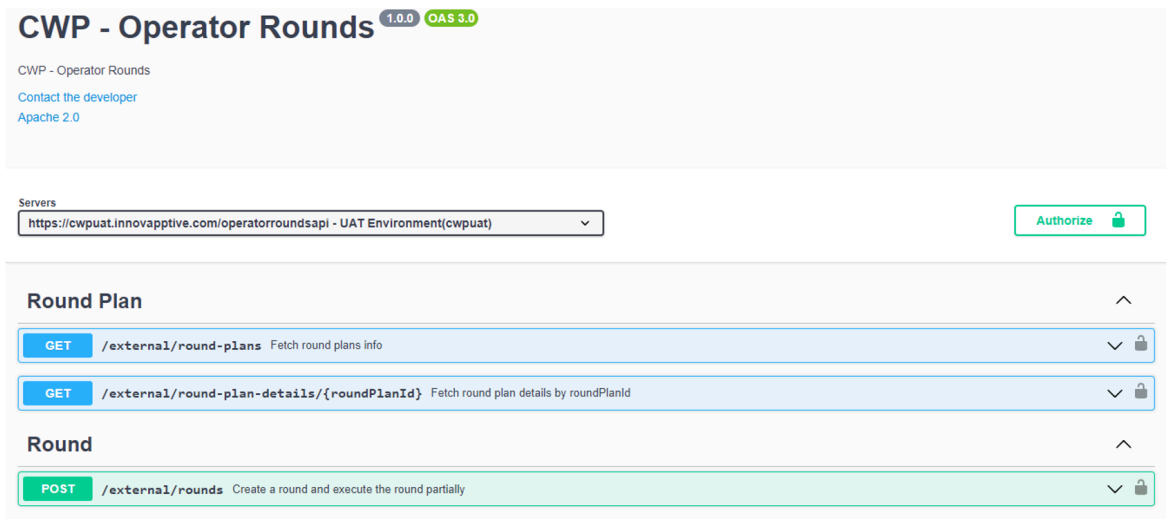 CWP - Operator Rounds 1.0.0 OAS 3.0
CWP - Operator Rounds
Contact the developer
Apache 2.0
Servers
https://cwpuat.innovapptive.com/operatorroundsapi - UAT Environment(cwpuat)
Authorize
Round Plan
GET /external/round-plans Fetch round plans info
GET /external/round-plan-details/{roundPlanId} Fetch round plan details by roundPlanId
Round
POST /external/rounds Create a round and execute the round partially